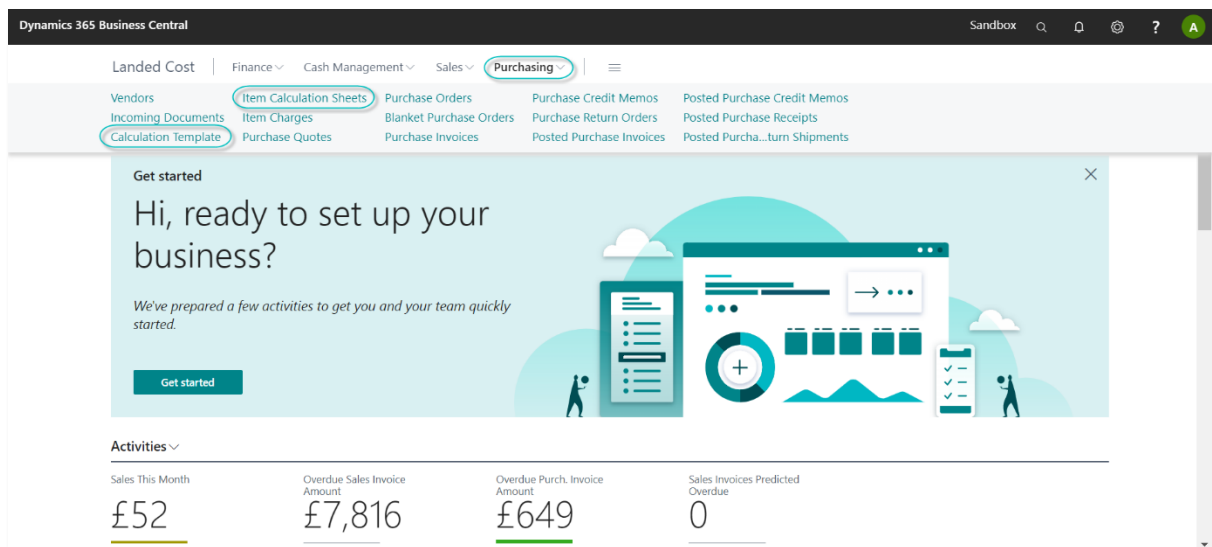 Dynamics 365 Business Central
Sandbox
?
A
Landed Cost
Finance
Cash Management
Sales
Purchasing
Vendors
Item Calculation Sheets
Purchase Orders
Purchase Credit Memos
Posted Purchase Credit Memos
Incoming Documents
Item Charges
Blanket Purchase Orders
Purchase Return Orders
Posted Purchase Receipts
Calculation Template
Purchase Quotes
Purchase Invoices
Posted Purchase Invoices
Posted Purcha...turn Shipments
Get started
Hi, ready to set up your
business?
We've prepared a few activities to get you and your team quickly
started.
Get started
Activities
Sales This Month
£52
Overdue Sales Invoice
Amount
£7,816
Overdue Purch. Invoice
Amount
£649
Sales Invoices Predicted
Overdue
0